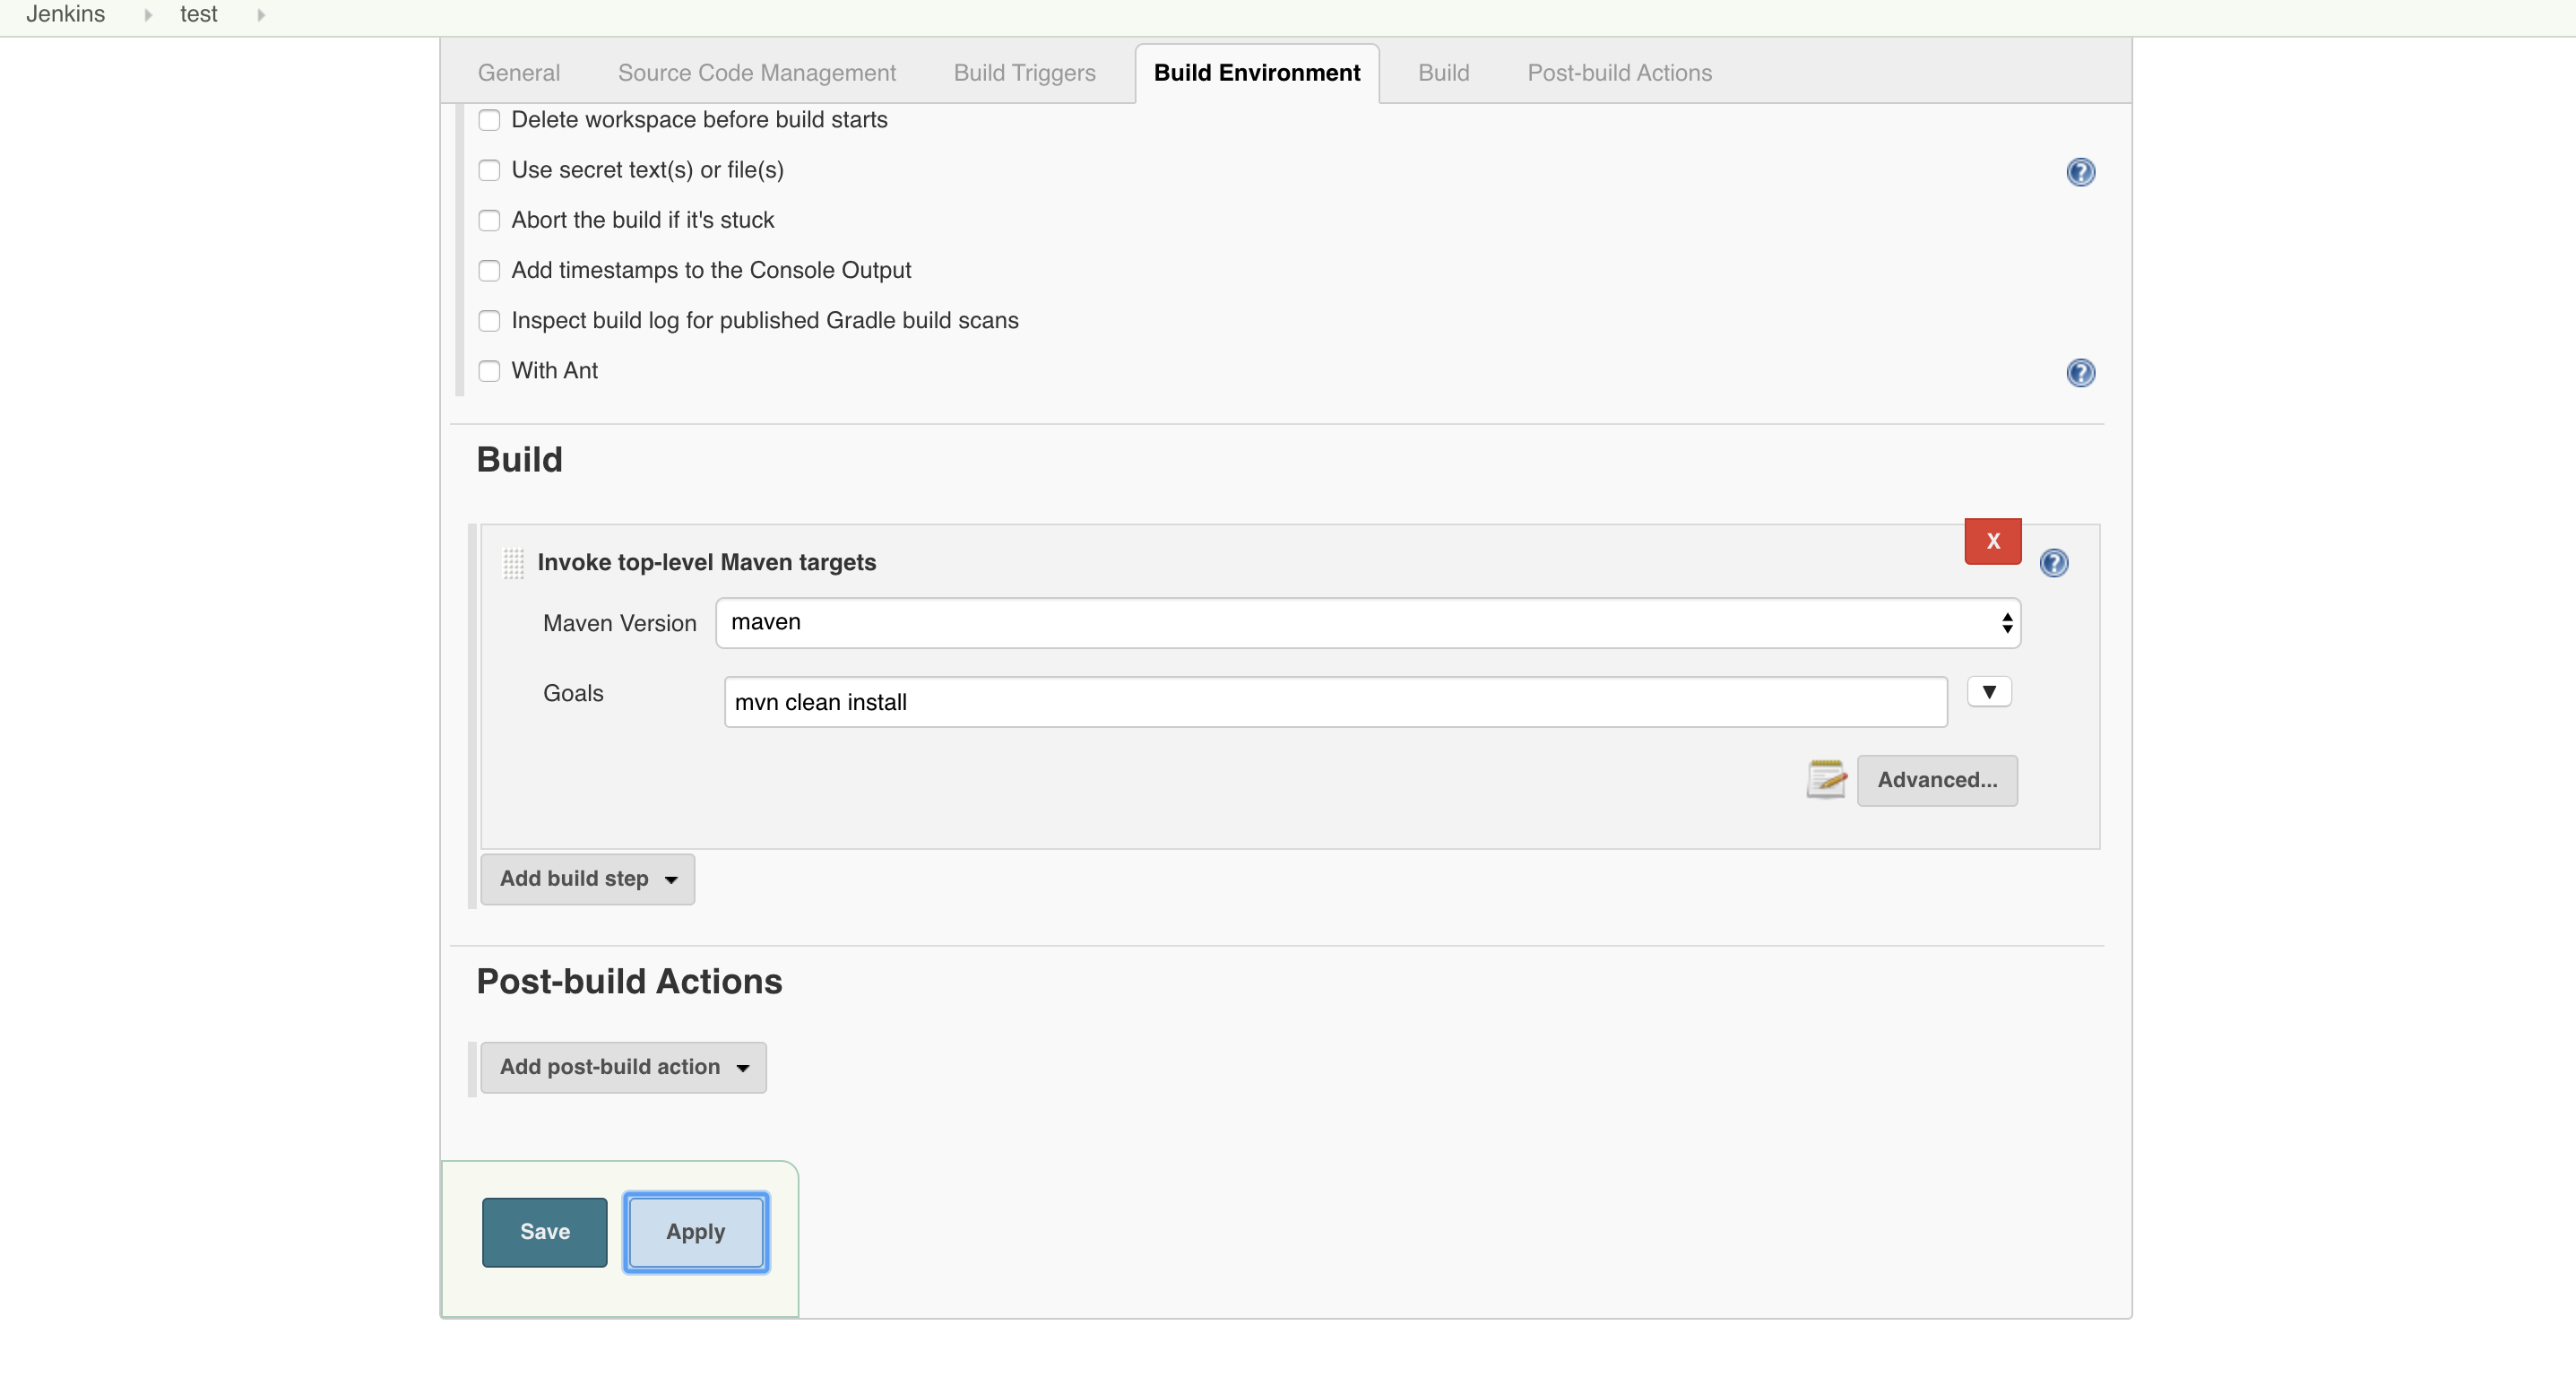 Jenkins test
General Source Code Management Build Triggers Build Environment Build Post-build Actions
Delete workspace before build starts
Use secret text(s) or file(s) ?
Abort the build if it's stuck
Add timestamps to the Console Output
Inspect build log for published Gradle build scans
With Ant ?
Build
X
Invoke top-level Maven targets ?
Maven Version maven
Goals mvn clean install
Advanced...
Add build step
Post-build Actions
Add post-build action
Save Apply